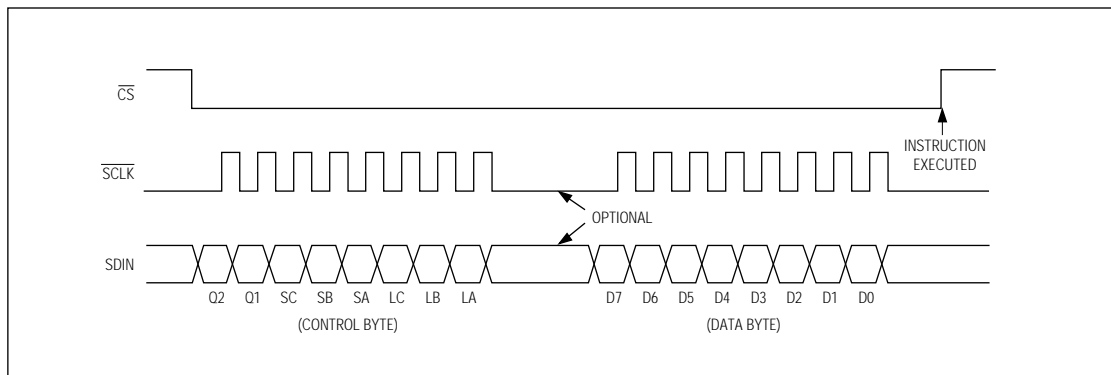 CS
INSTRUCTION
EXECUTED
SCLK
OPTIONAL
SDIN
Q2 Q1 SC SB SA LC LB LA D7 D6 D5 D4 D3 D2 D1 D0
(CONTROL BYTE) (DATA BYTE)